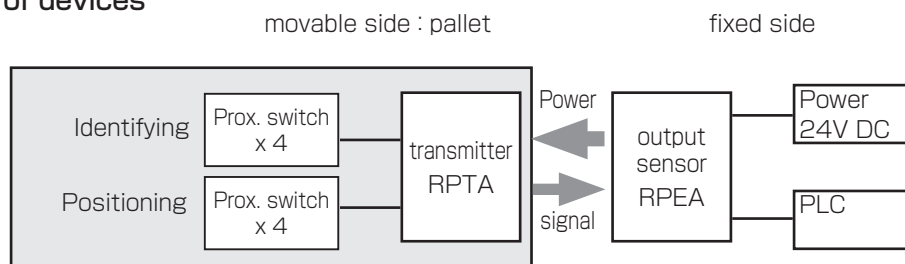 of devices
movable side : pallet
fixed side
Identifying
Prox. switch
x 4
Positioning
Prox. switch
x 4
transmitter
RPTA
Power
signal
output
sensor
RPEA
Power
24V DC
PLC